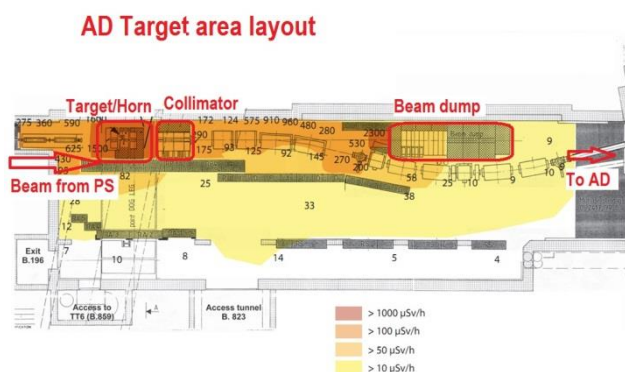 AD Target area layout
Target/Horn
Collimator
Beam dump
275 360 590 1600 172 124 575 910 960 480 280 2300 9
625 1500 290 175 93 125 92 145 270 530 200 58 25 10 9 10
430
Beam from PS
To AD
82 25 33 38
28
12
7 10 8 14 5 4
Exit
B.196
Access to
TT6 (B.859)
Access tunnel
B. 823
A
> 1000 µSv/h
> 100 µSv/h
> 50 µSv/h
> 10 µSv/h